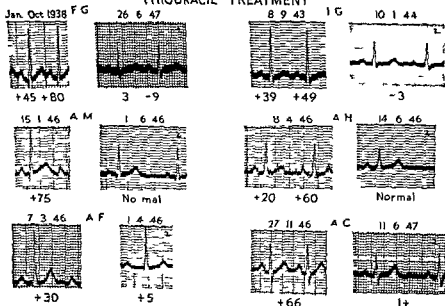 THIOURACIL TREATMENT
Jan. Oct 1938 F G 26 6 47 8 9 43 I G 10 1 44
+45 +80 3 -9 +39 +49 -3
15 1 46 A M 1 6 46 8 4 46 A H 14 6 46
+75 No mal +20 +60 Normal
7 3 46 A F 1 4 46 27 11 46 A C 11 6 47
+30 +5 +66 1+